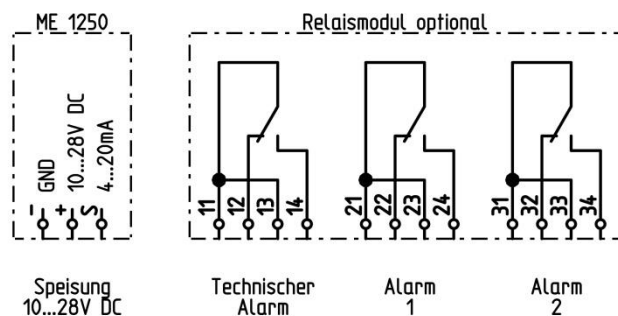 ME 1250
Relaismodul optional
GND
10...28V DC
4...20mA
- + S
11 12 13 14
21 22 23 24
31 32 33 34
Speisung
10...28V DC
Technischer
Alarm
Alarm
1
Alarm
2